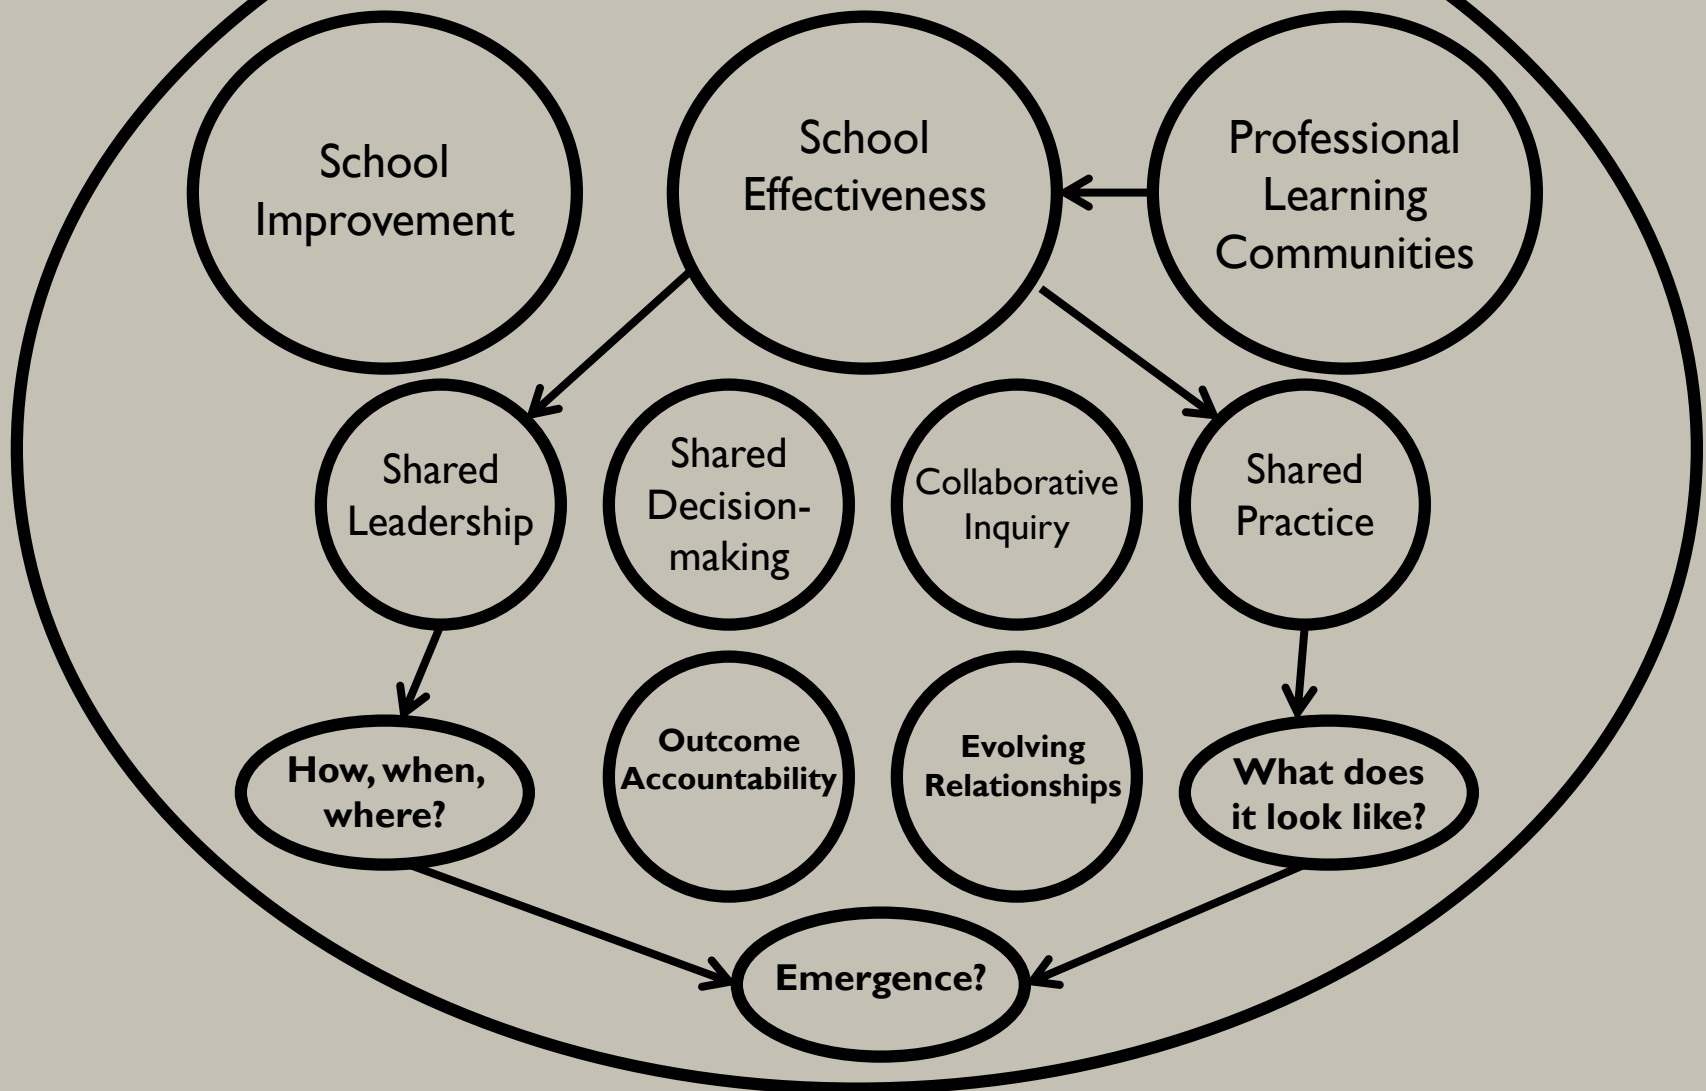 School
Improvement
School
Effectiveness
Professional
Learning
Communities
Shared
Leadership
Shared
Decision-
making
Collaborative
Inquiry
Shared
Practice
How, when,
where?
Outcome
Accountability
Evolving
Relationships
What does
it look like?
Emergence?